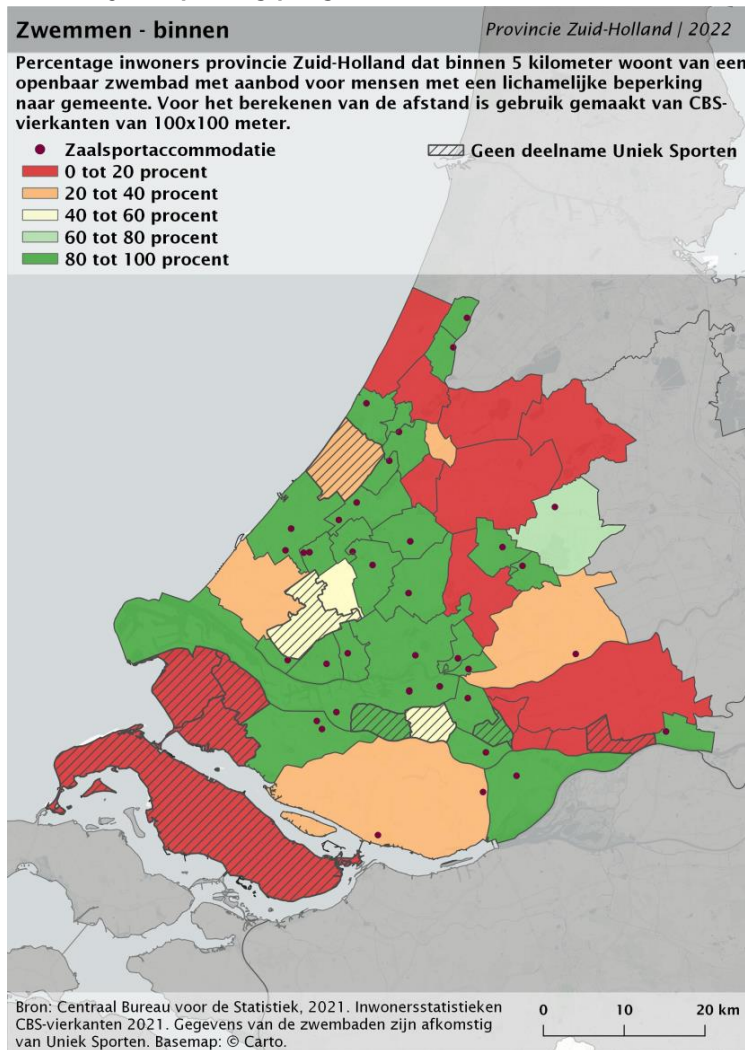 Zwemmen - binnen
Provincie Zuid-Holland | 2022
Percentage inwoners provincie Zuid-Holland dat binnen 5 kilometer woont van een
openbaar zwembad met aanbod voor mensen met een lichamelijke beperking
naar gemeente. Voor het berekenen van de afstand is gebruik gemaakt van CBS-
vierkanten van 100x100 meter.
Zaalsportaccommodatie
Geen deelname Uniek Sporten
0 tot 20 procent
20 tot 40 procent
40 tot 60 procent
60 tot 80 procent
80 tot 100 procent
Bron: Centraal Bureau voor de Statistiek, 2021. Inwonersstatistieken
CBS-vierkanten 2021. Gegevens van de zwembaden zijn afkomstig
van Uniek Sporten. Basemap: © Carto.
0 10 20 km